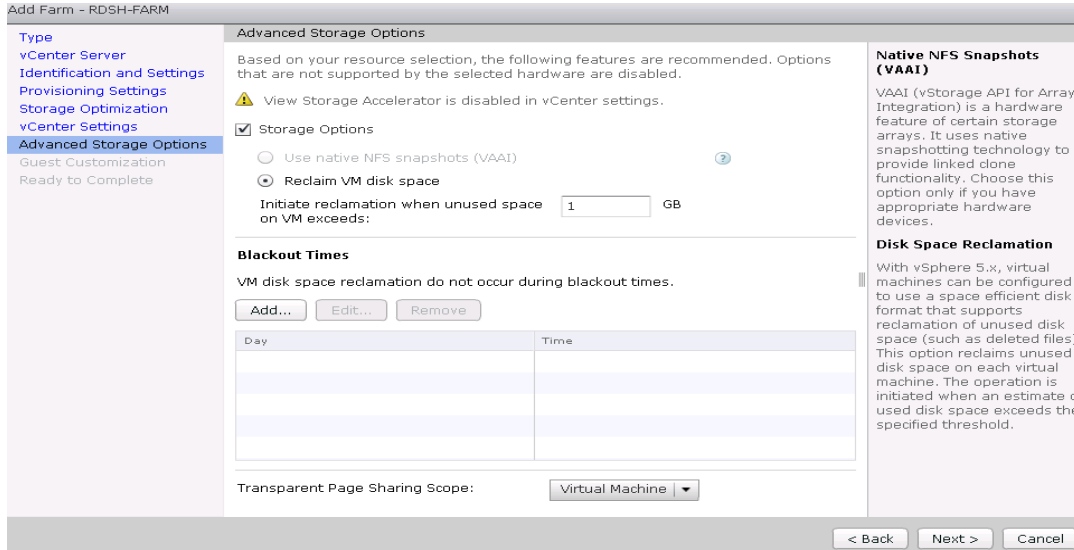 Add Farm - RDSH-FARM
Type
vCenter Server
Identification and Settings
Provisioning Settings
Storage Optimization
vCenter Settings
Advanced Storage Options
Guest Customization
Ready to Complete
Advanced Storage Options
Based on your resource selection, the following features are recommended. Options
that are not supported by the selected hardware are disabled.
View Storage Accelerator is disabled in vCenter settings.
Storage Options
Use native NFS snapshots (VAAI)
?
Reclaim VM disk space
Initiate reclamation when unused space
on VM exceeds:
1 GB
Blackout Times
VM disk space reclamation do not occur during blackout times.
Add... Edit... Remove
Day Time
Transparent Page Sharing Scope: Virtual Machine
Native NFS Snapshots
(VAAI)
VAAI (vStorage API for Array
Integration) is a hardware
feature of certain storage
arrays. It uses native
snapshotting technology to
provide linked clone
functionality. Choose this
option only if you have
appropriate hardware
devices.
Disk Space Reclamation
With vSphere 5.x, virtual
machines can be configured
to use a space efficient disk
format that supports
reclamation of unused disk
space (such as deleted files)
This option reclaims unused
disk space on each virtual
machine. The operation is
initiated when an estimate
used disk space exceeds the
specified threshold.
< Back Next > Cancel